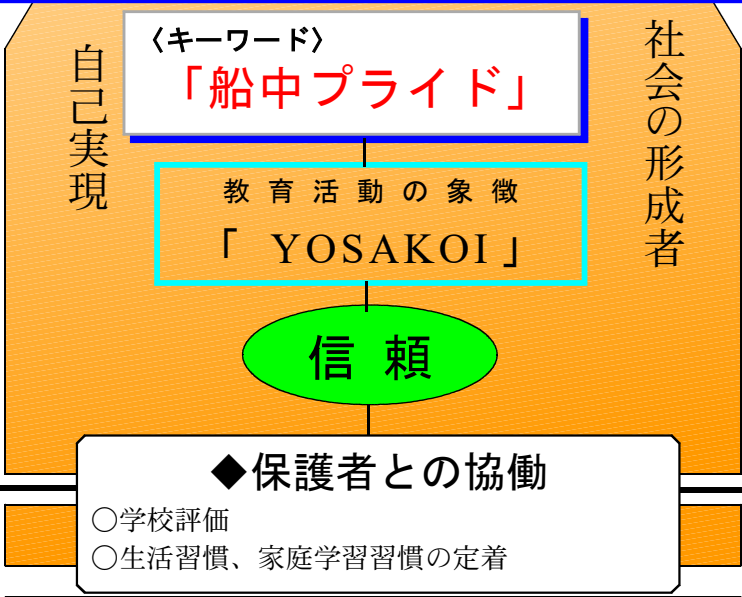 〈キーワード〉
「船中プライド」
自己実現
社会の形成者
教育活動の象徴
「 YOSAKOI」
信頼
◆保護者との協働
○学校評価
○生活習慣、家庭学習習慣の定着